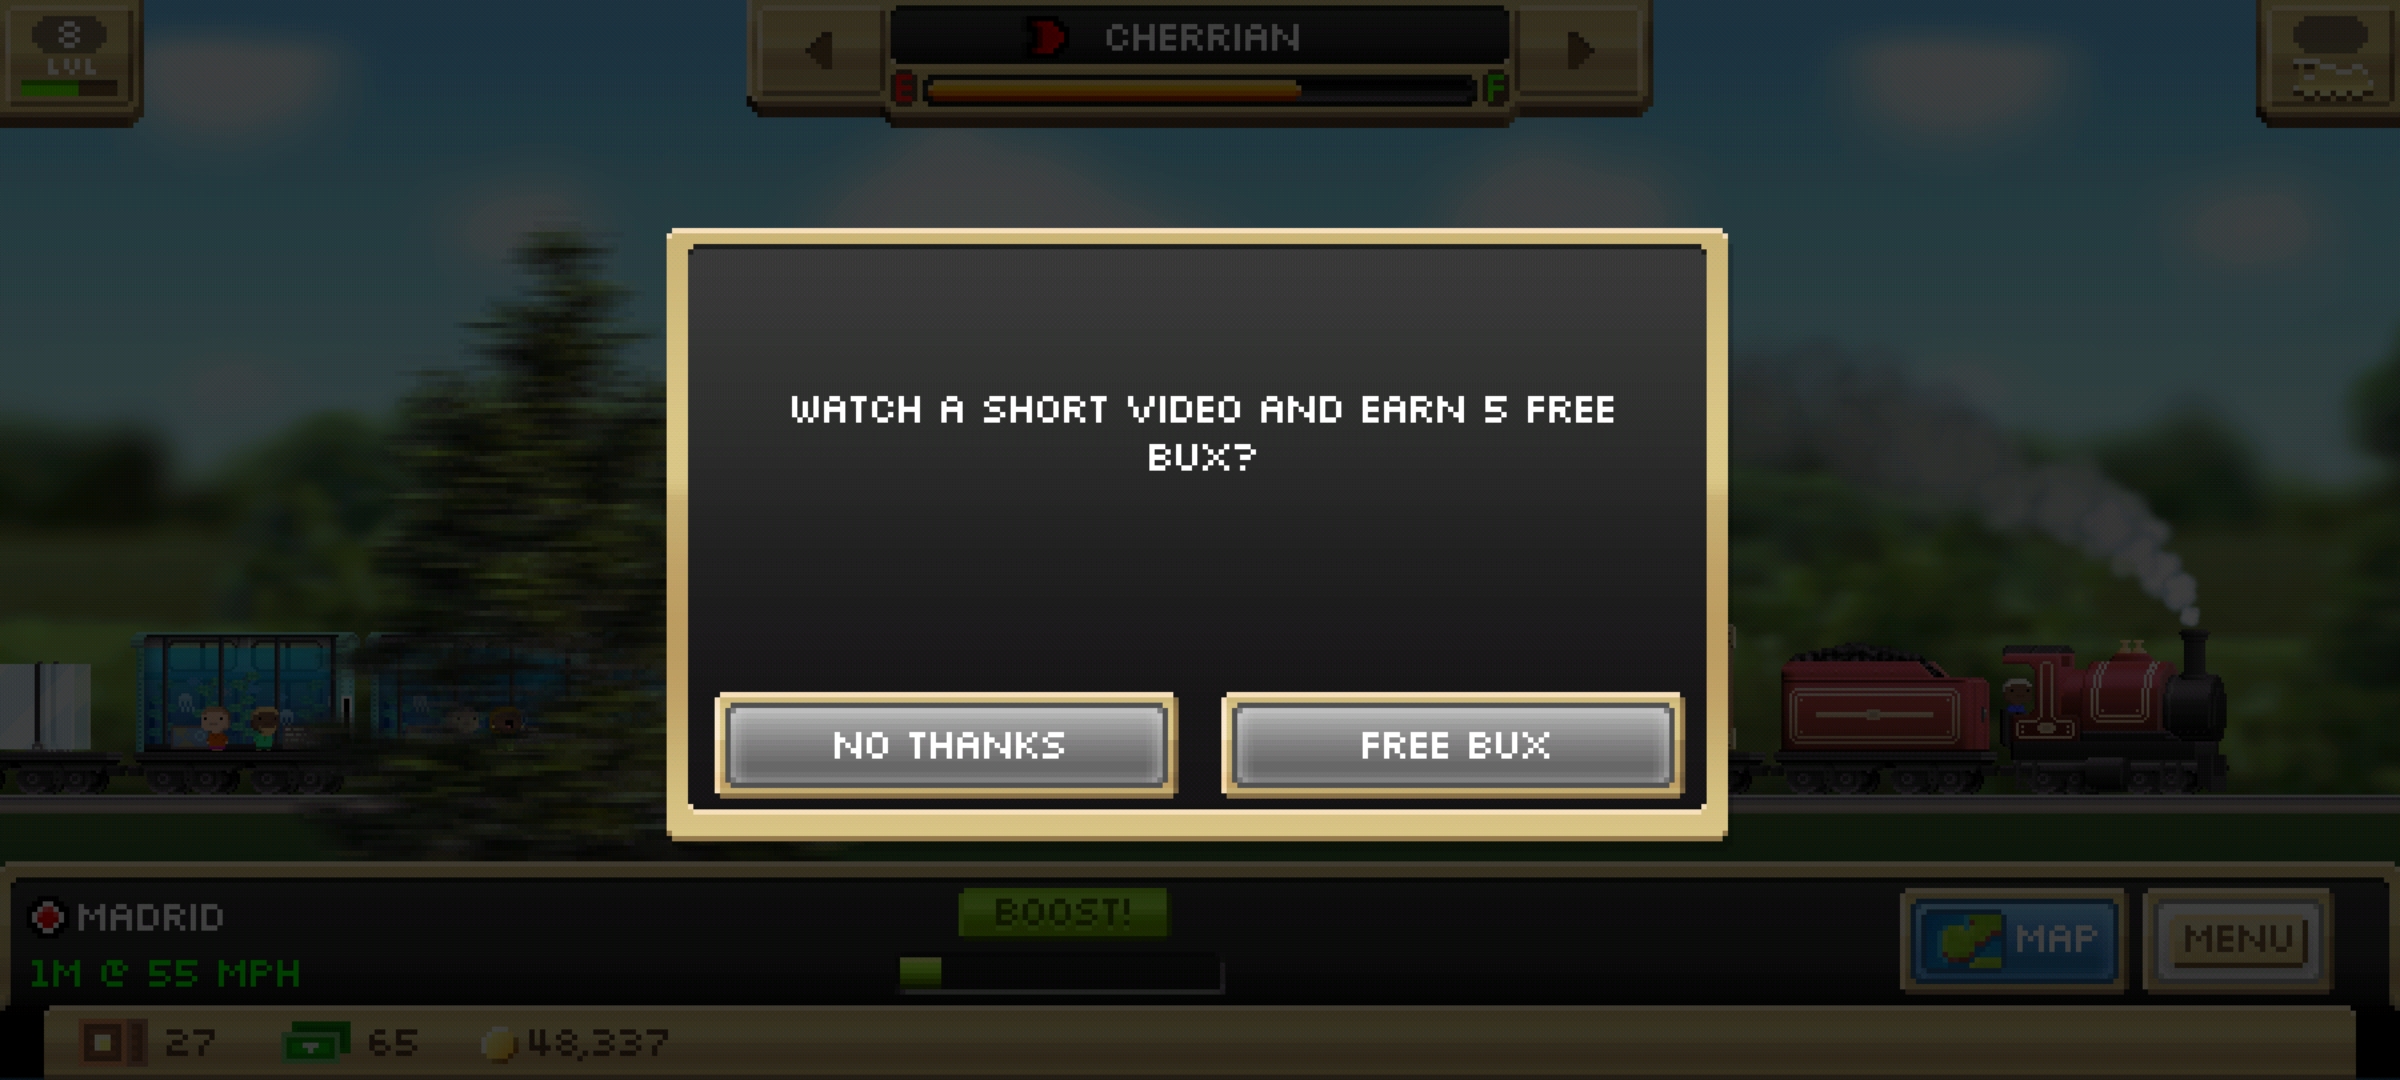 8
LVL
CHERRIAN
E F
WATCH A SHORT VIDEO AND EARN 5 FREE
BUX?
NO THANKS
FREE BUX
MADRID
BOOST!
MAP
MENU
1M @ 55 MPH
27
65
48,337